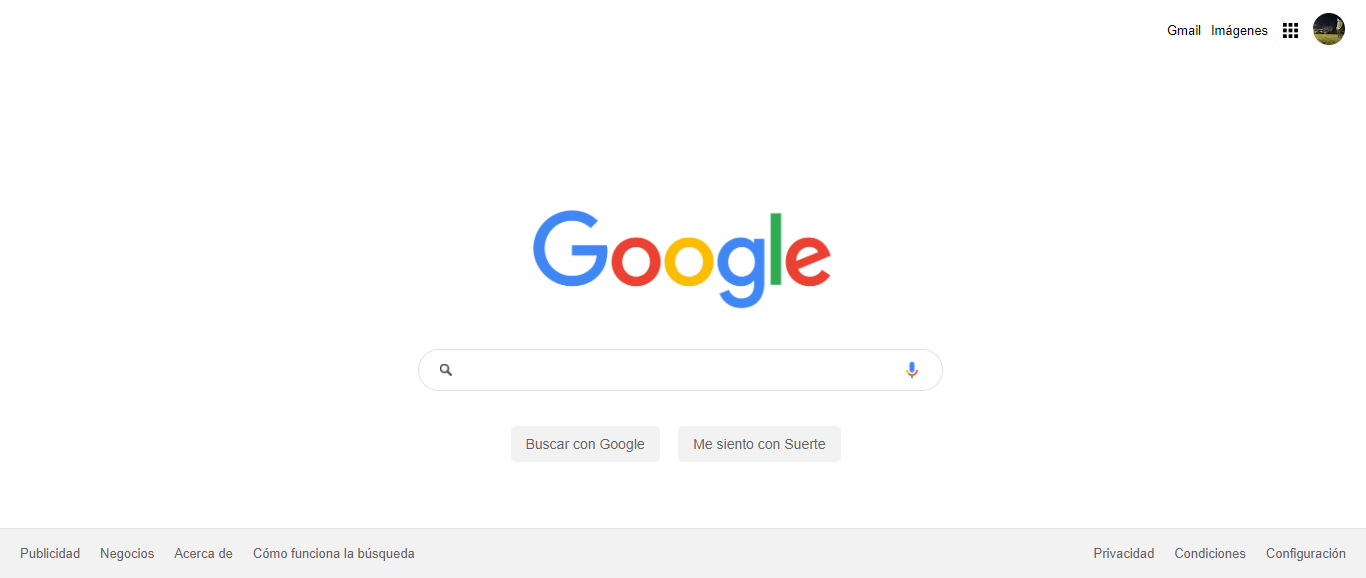 Gmail Imágenes
Google
Buscar con Google Me siento con Suerte
Publicidad Negocios Acerca de Cómo funciona la búsqueda Privacidad Condiciones Configuración